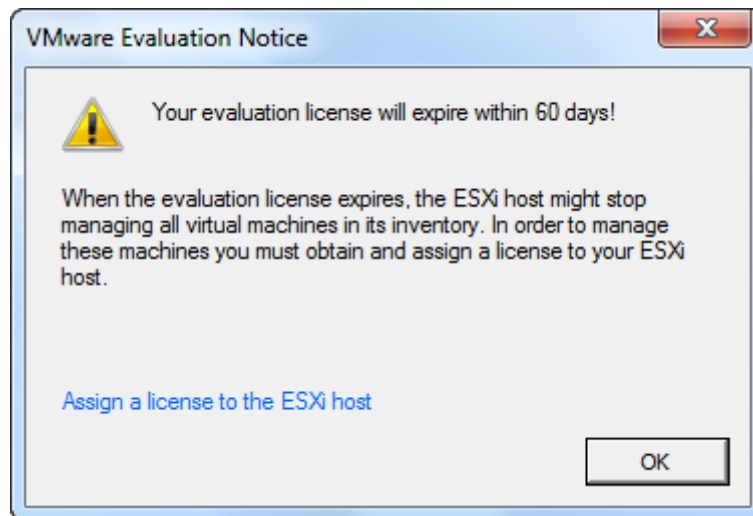 VMware Evaluation Notice
Your evaluation license will expire within 60 days!
When the evaluation license expires, the ESXi host might stop
managing all virtual machines in its inventory. In order to manage
these machines you must obtain and assign a license to your ESXi
host.
Assign a license to the ESXi host
OK